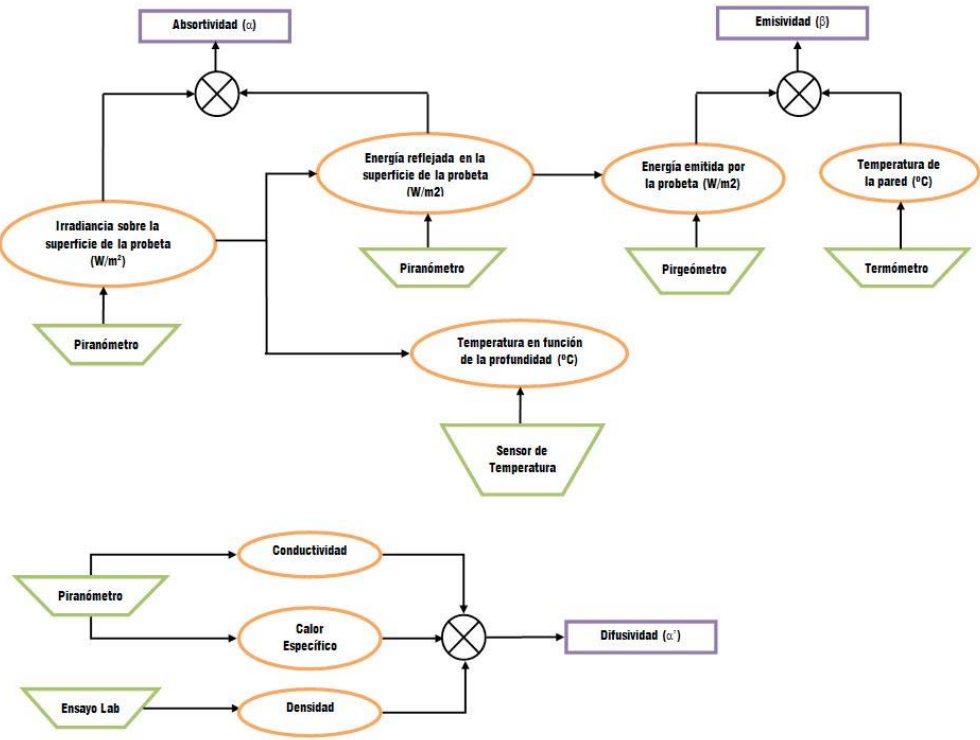 Absortividad (α)
Emisividad (β)
Energía reflejada en la
superficie de la probeta
(W/m2)
Energía emitida por
la probeta (W/m2)
Temperatura de
la pared (ºC)
Irradiancia sobre la
superficie de la probeta
(W/m²)
Piranómetro
Pirgeómetro
Termómetro
Piranómetro
Temperatura en función
de la profundidad (ºC)
Sensor de
Temperatura
Conductividad
Piranómetro
Calor
Específico
Difusividad (α')
Ensayo Lab
Densidad